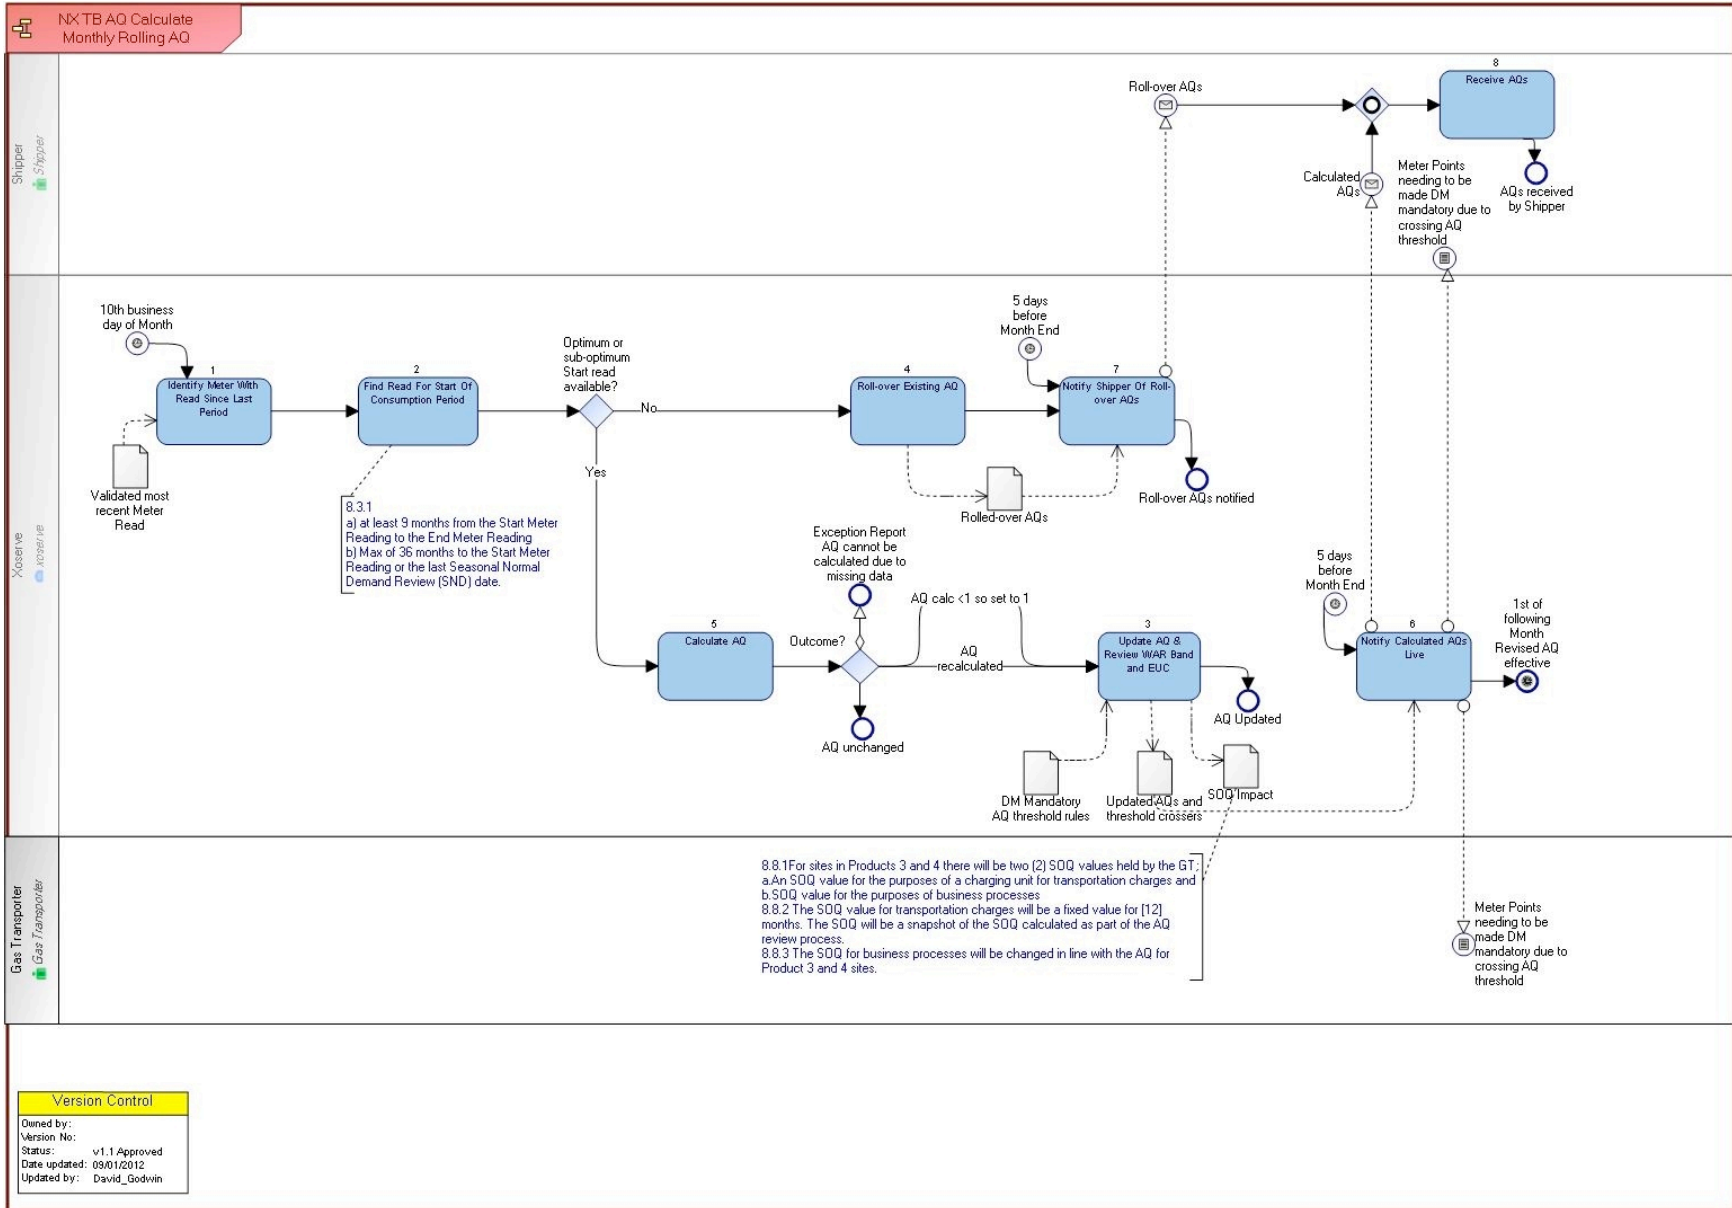 NX TB AQ Calculate
Monthly Rolling AQ
Shipper
Shipper
Roll-over AQs
8
Receive AQs
Calculated
AQs
Meter Points
needing to be
made DM
mandatory due to
crossing AQ
threshold
AQs received
by Shipper
Xoserve
xoserve
10th business
day of Month
1
Identify Meter With
Read Since Last
Period
Validated most
recent Meter
Read
2
Find Read For Start Of
Consumption Period
8.3.1
a) at least 9 months from the Start Meter
Reading to the End Meter Reading
b) Max of 36 months to the Start Meter
Reading or the last Seasonal Normal
Demand Review (SND) date.
Optimum or
sub-optimum
Start read
available?
No
Yes
4
Roll-over Existing AQ
Rolled-over AQs
5 days
before
Month End
7
Notify Shipper Of Roll-
over AQs
Roll-over AQs notified
5
Calculate AQ
Outcome?
Exception Report
AQ cannot be
calculated due to
missing data
AQ unchanged
AQ calc <1 so set to 1
AQ
recalculated
3
Update AQ &
Review WAR Band
and EUC
AQ Updated
DM Mandatory
AQ threshold rules
Updated AQs and
threshold crossers
SOQ Impact
5 days
before
Month End
6
Notify Calculated AQs
Live
1st of
following
Month
Revised AQ
effective
Gas Transporter
Gas Transporter
8.8.1For sites in Products 3 and 4 there will be two (2) SOQ values held by the GT;
a.An SOQ value for the purposes of a charging unit for transportation charges and
b.SOQ value for the purposes of business processes
8.8.2 The SOQ value for transportation charges will be a fixed value for [12]
months. The SOQ will be a snapshot of the SOQ calculated as part of the AQ
review process.
8.8.3 The SOQ for business processes will be changed in line with the AQ for
Product 3 and 4 sites.
Meter Points
needing to be
made DM
mandatory due to
crossing AQ
threshold
Version Control
Owned by:
Version No:
Status: v1.1 Approved
Date updated: 09/01/2012
Updated by: David_Godwin